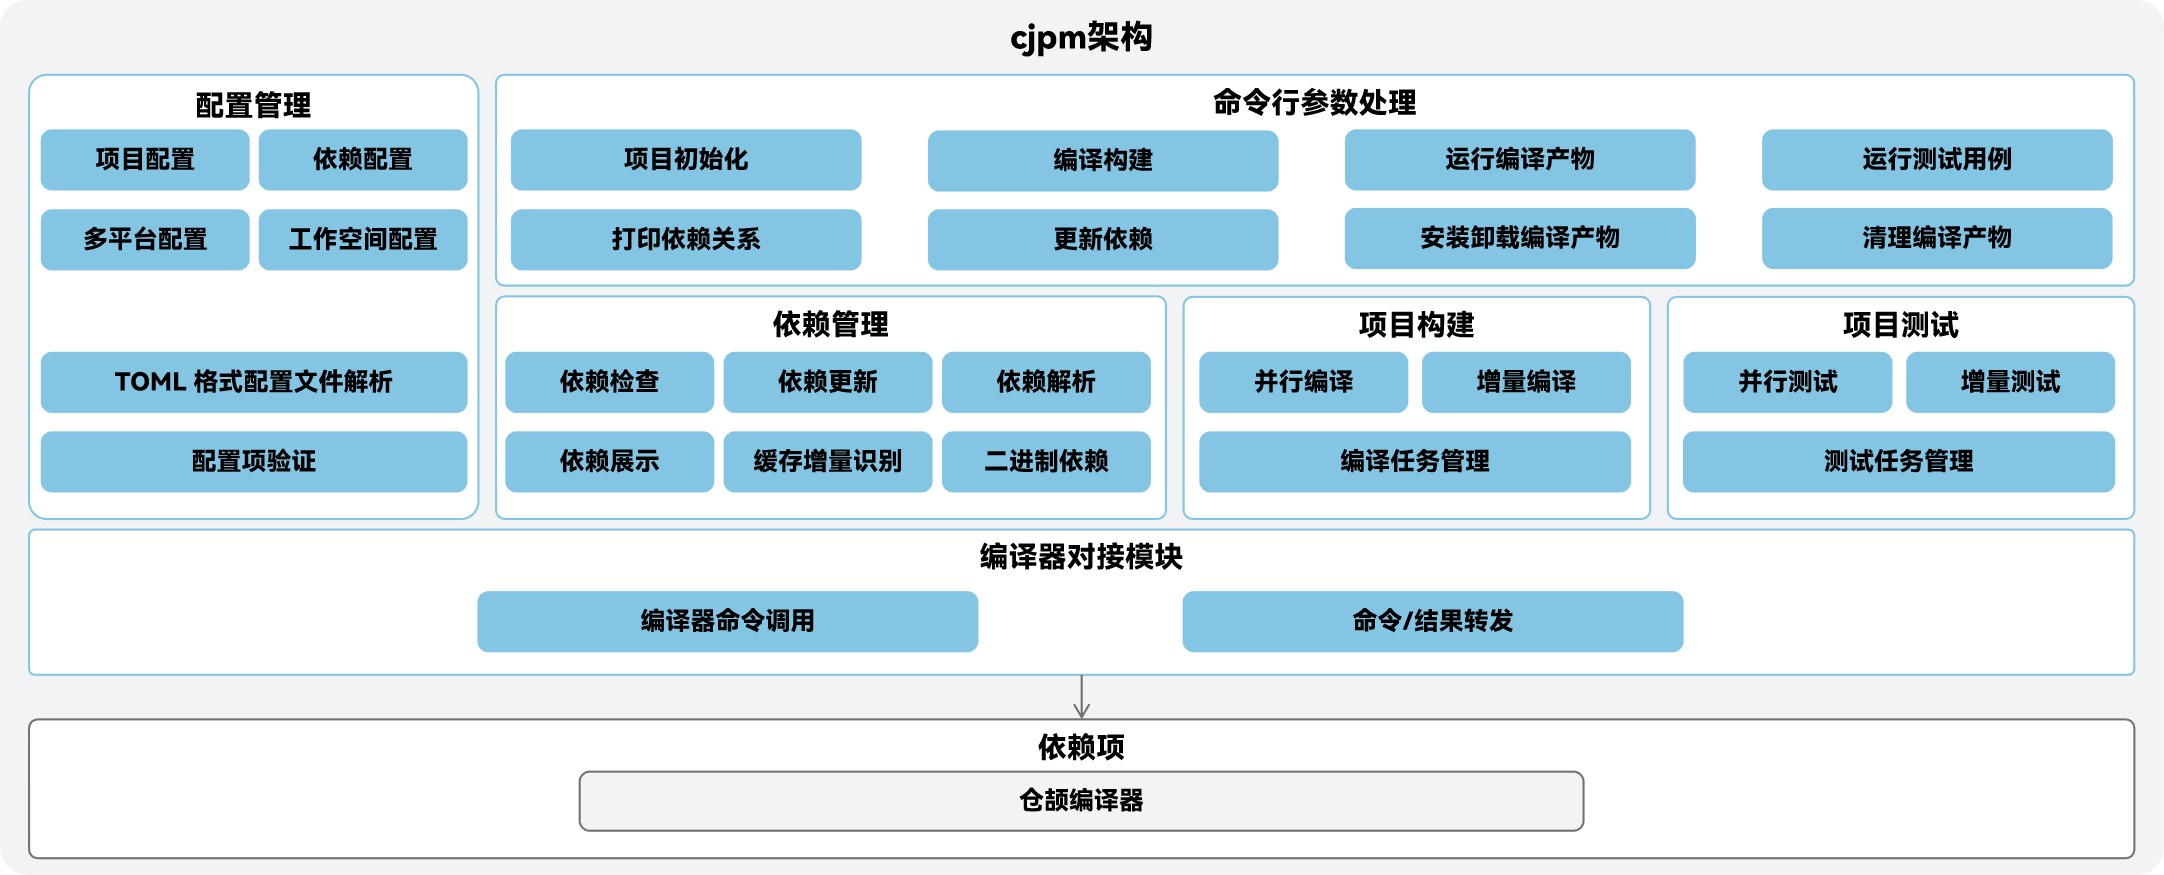 cjpm架构
配置管理
项目配置
依赖配置
多平台配置
工作空间配置
TOML 格式配置文件解析
配置项验证
命令行参数处理
项目初始化
编译构建
运行编译产物
运行测试用例
打印依赖关系
更新依赖
安装卸载编译产物
清理编译产物
依赖管理
依赖检查
依赖更新
依赖解析
依赖展示
缓存增量识别
二进制依赖
项目构建
并行编译
增量编译
编译任务管理
项目测试
并行测试
增量测试
测试任务管理
编译器对接模块
编译器命令调用
命令/结果转发
依赖项
仓颉编译器